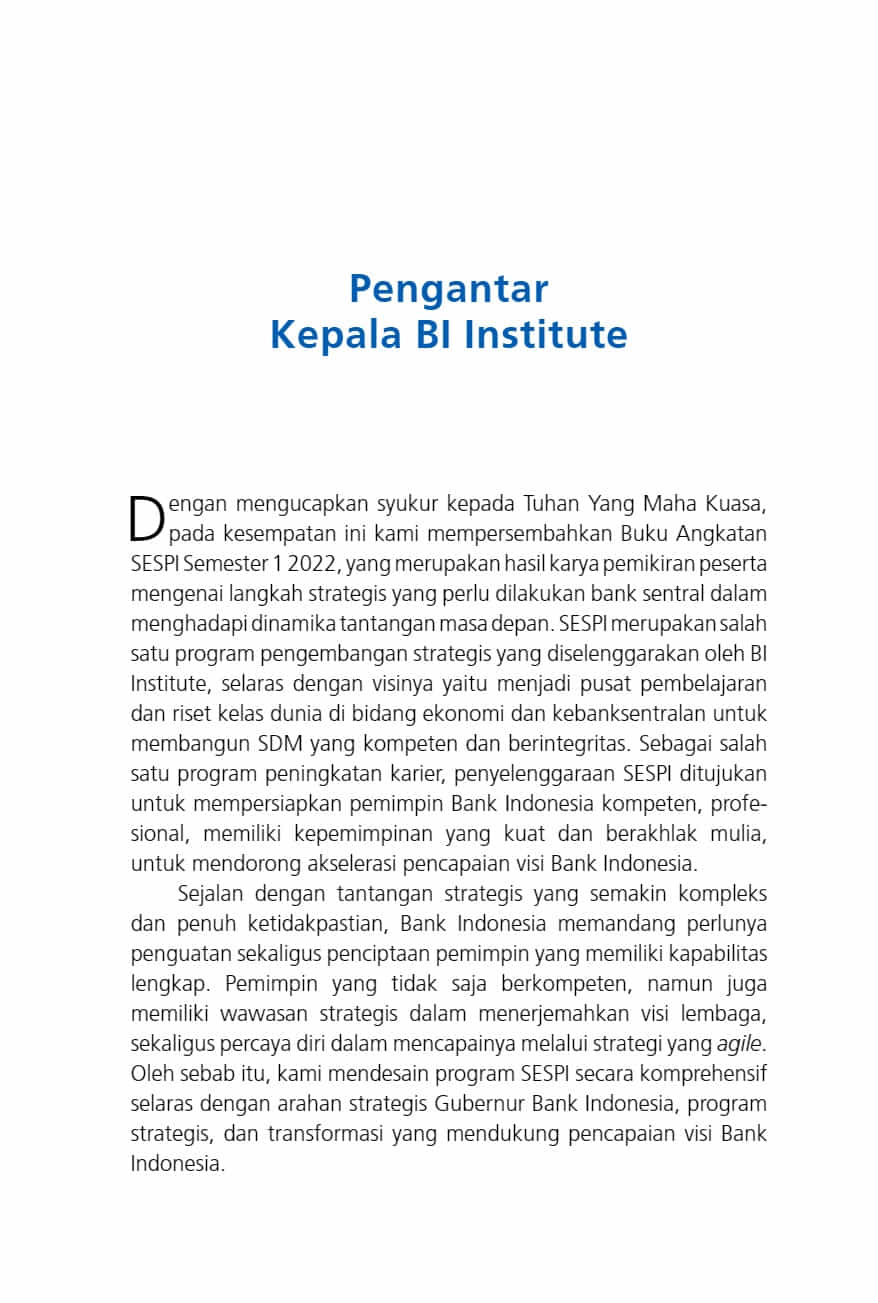 Pengantar
Kepala BI Institute
Dengan mengucapkan syukur kepada Tuhan Yang Maha Kuasa,
pada kesempatan ini kami mempersembahkan Buku Angkatan
SESPI Semester 1 2022, yang merupakan hasil karya pemikiran peserta
mengenai langkah strategis yang perlu dilakukan bank sentral dalam
menghadapi dinamika tantangan masa depan. SESPI merupakan salah
satu program pengembangan strategis yang diselenggarakan oleh BI
Institute, selaras dengan visinya yaitu menjadi pusat pembelajaran
dan riset kelas dunia di bidang ekonomi dan kebanksentralan untuk
membangun SDM yang kompeten dan berintegritas. Sebagai salah
satu program peningkatan karier, penyelenggaraan SESPI ditujukan
untuk mempersiapkan pemimpin Bank Indonesia kompeten, profe-
sional, memiliki kepemimpinan yang kuat dan berakhlak mulia,
untuk mendorong akselerasi pencapaian visi Bank Indonesia.
Sejalan dengan tantangan strategis yang semakin kompleks
dan penuh ketidakpastian, Bank Indonesia memandang perlunya
penguatan sekaligus penciptaan pemimpin yang memiliki kapabilitas
lengkap. Pemimpin yang tidak saja berkompeten, namun juga
memiliki wawasan strategis dalam menerjemahkan visi lembaga,
sekaligus percaya diri dalam mencapainya melalui strategi yang agile.
Oleh sebab itu, kami mendesain program SESPI secara komprehensif
selaras dengan arahan strategis Gubernur Bank Indonesia, program
strategis, dan transformasi yang mendukung pencapaian visi Bank
Indonesia.